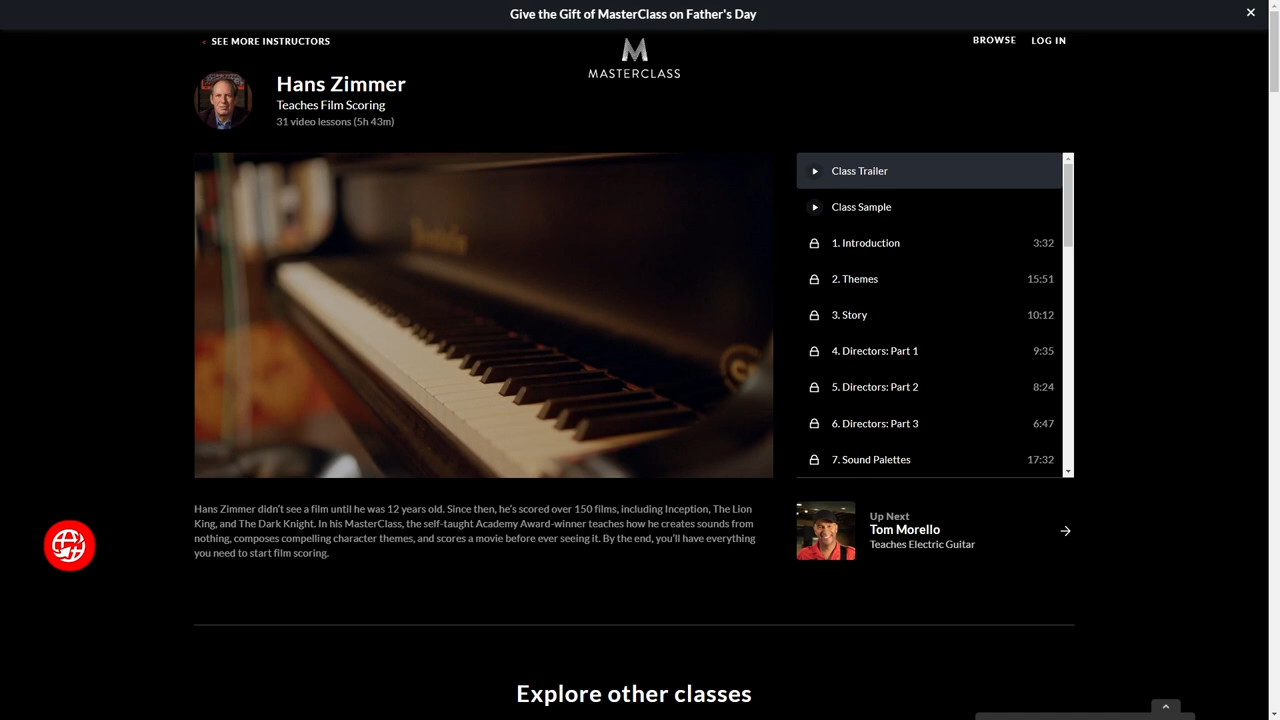 Give the Gift of MasterClass on Father's Day
< SEE MORE INSTRUCTORS
BROWSE
LOG IN
MASTERCLASS
Hans Zimmer
Teaches Film Scoring
31 video lessons (5h 43m)
Class Trailer
Class Sample
1. Introduction 3:32
2. Themes 15:51
3. Story 10:12
4. Directors: Part 1 9:35
5. Directors: Part 2 8:24
6. Directors: Part 3 6:47
7. Sound Palettes 17:32
Hans Zimmer didn't see a film until he was 12 years old. Since then, he's scored over 150 films, including Inception, The Lion
King, and The Dark Knight. In his MasterClass, the self-taught Academy Award-winner teaches how he creates sounds from
nothing, composes compelling character themes, and scores a movie before ever seeing it. By the end, you'll have everything
you need to start film scoring.
Up Next
Tom Morello
Teaches Electric Guitar
Explore other classes